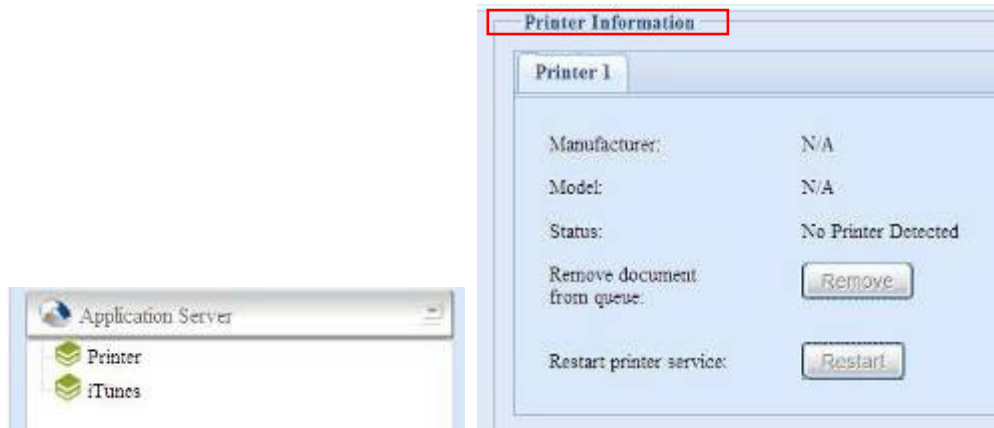 Printer Information
Printer 1
Manufacturer: N/A
Model: N/A
Status: No Printer Detected
Remove document
from queue: Remove
Restart printer service: Restart
Application Server
Printer
iTunes